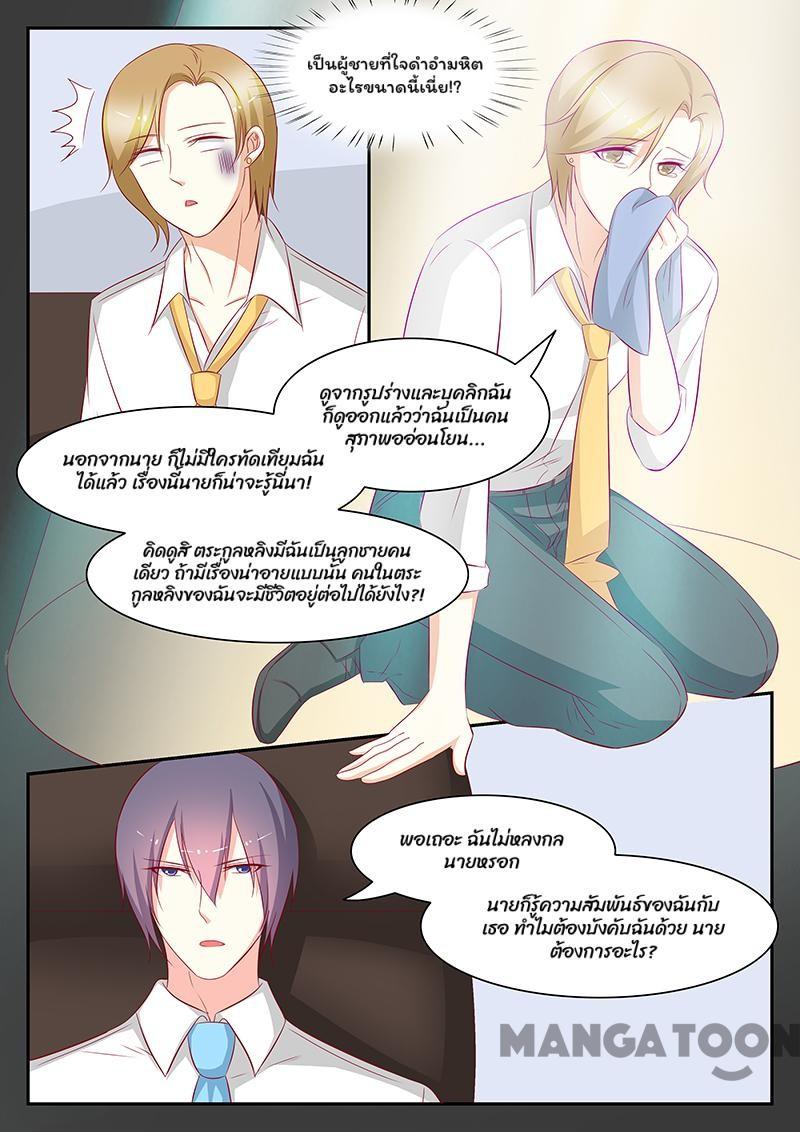 เป็นผู้ชายที่ใจดำอำมหิต
อะไรขนาดนี้เนี่ย!?
ดูจากรูปร่างและบุคลิกฉัน
ก็ดูออกแล้วว่าฉันเป็นคน
สุภาพออ่อนโยน...
นอกจากนาย ก็ไม่มีใครทัดเทียมฉัน
ได้แล้ว เรื่องนี้นายก็น่าจะรู้นี่นา!
คิดดูสิ ตระกูลหลิงมีฉันเป็นลูกชายคน
เดียว ถ้ามีเรื่องน่าอายแบบนั้น คนในตระ
กูลหลิงของฉันจะมีชีวิตอยู่ต่อไปได้ยังไง?!
พอเถอะ ฉันไม่หลงกล
นายหรอก
นายก็รู้ความสัมพันธ์ของฉันกับ
เธอ ทำไมต้องบังคับฉันด้วย นาย
ต้องการอะไร?
MANGATOON